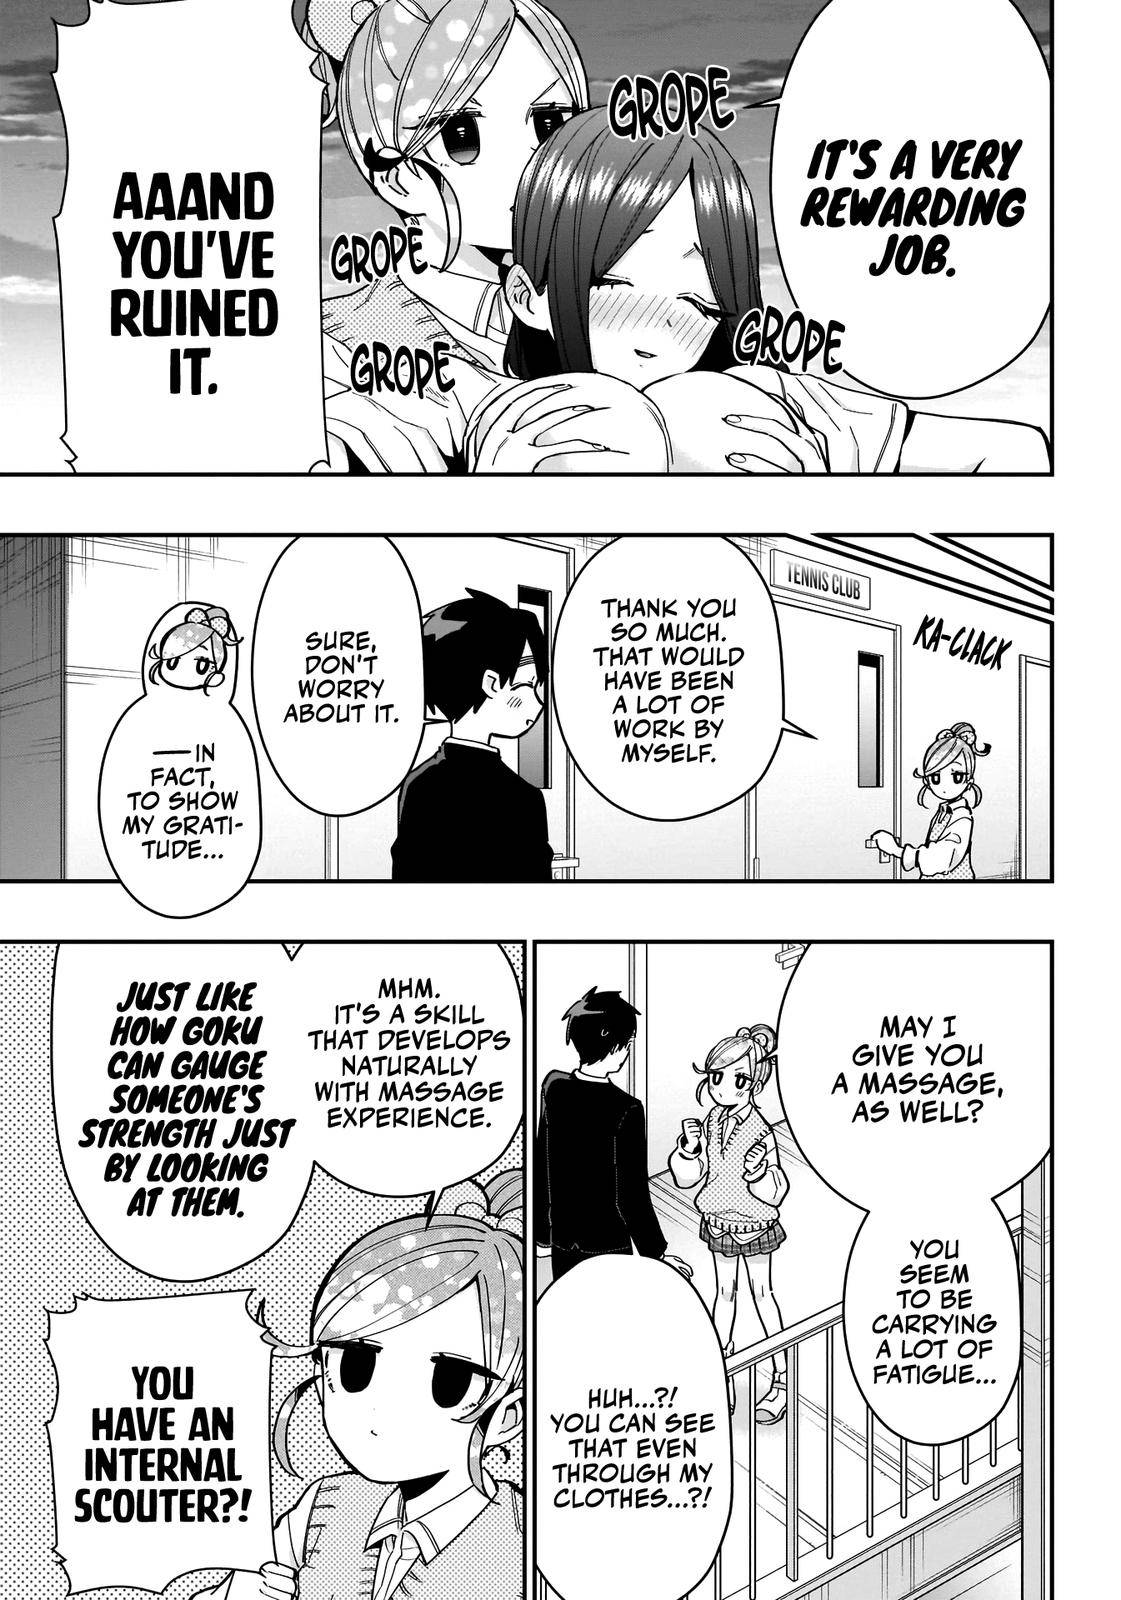 IT'S A VERY
REWARDING
JOB.
GROPE
GROPE
GROPE
GROPE
AAAND
YOU'VE
RUINED
IT.
TENNIS CLUB
KA-CLACK
THANK YOU
SO MUCH.
THAT WOULD
HAVE BEEN
A LOT OF
WORK BY
MYSELF.
SURE,
DON'T
WORRY
ABOUT IT.
—IN
FACT,
TO SHOW
MY GRATI-
TUDE...
MAY I
GIVE YOU
A MASSAGE,
AS WELL?
YOU
SEEM
TO BE
CARRYING
A LOT OF
FATIGUE...
HUH...?!
YOU CAN SEE
THAT EVEN
THROUGH MY
CLOTHES...?!
MHM.
IT'S A SKILL
THAT DEVELOPS
NATURALLY
WITH MASSAGE
EXPERIENCE.
JUST LIKE
HOW GOKU
CAN GAUGE
SOMEONE'S
STRENGTH JUST
BY LOOKING
AT THEM.
YOU
HAVE AN
INTERNAL
SCOUTER?!